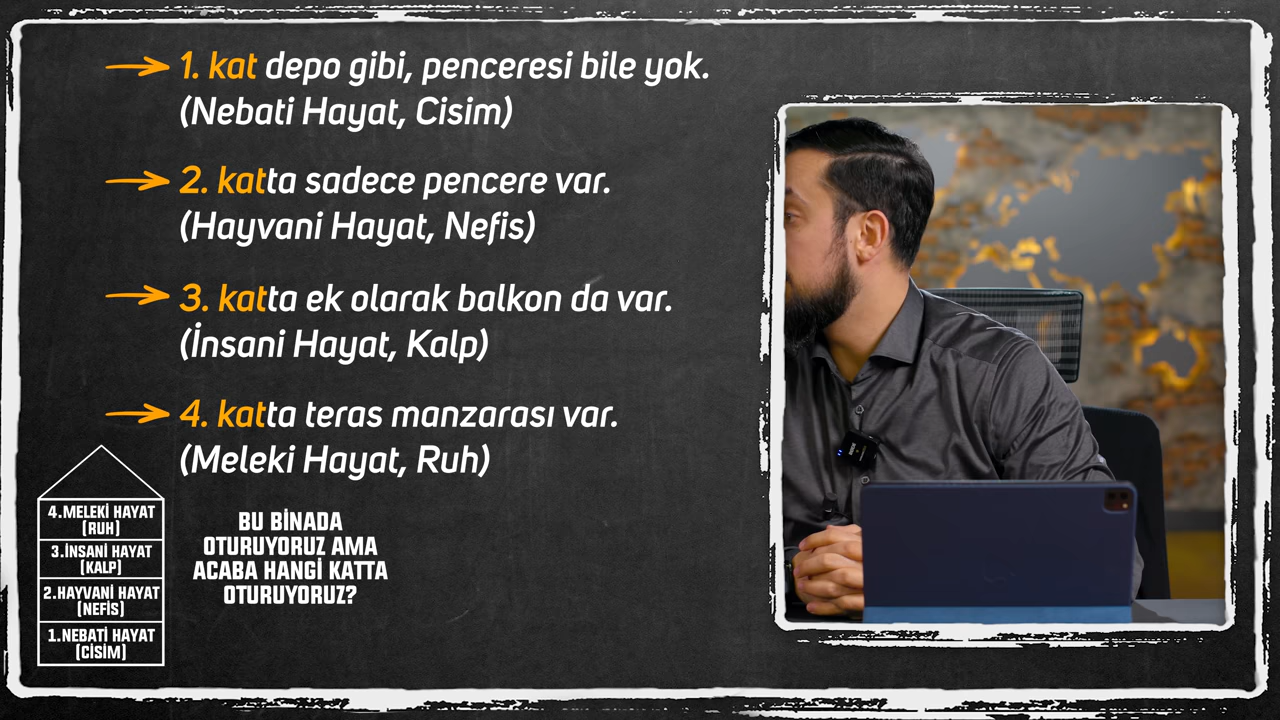 1. kat depo gibi, penceresi bile yok.
(Nebati Hayat, Cisim)
2. katta sadece pencere var.
(Hayvani Hayat, Nefis)
3. katta ek olarak balkon da var.
(İnsani Hayat, Kalp)
4. katta teras manzarası var.
(Meleki Hayat, Ruh)
4.MELEKİ HAYAT
(RUH)
3.İNSANİ HAYAT
(KALP)
2.HAYVANİ HAYAT
(NEFİS)
1.NEBATİ HAYAT
(CİSİM)
BU BİNADA
OTURUYORUZ AMA
ACABA HANGİ KATTA
OTURUYORUZ?